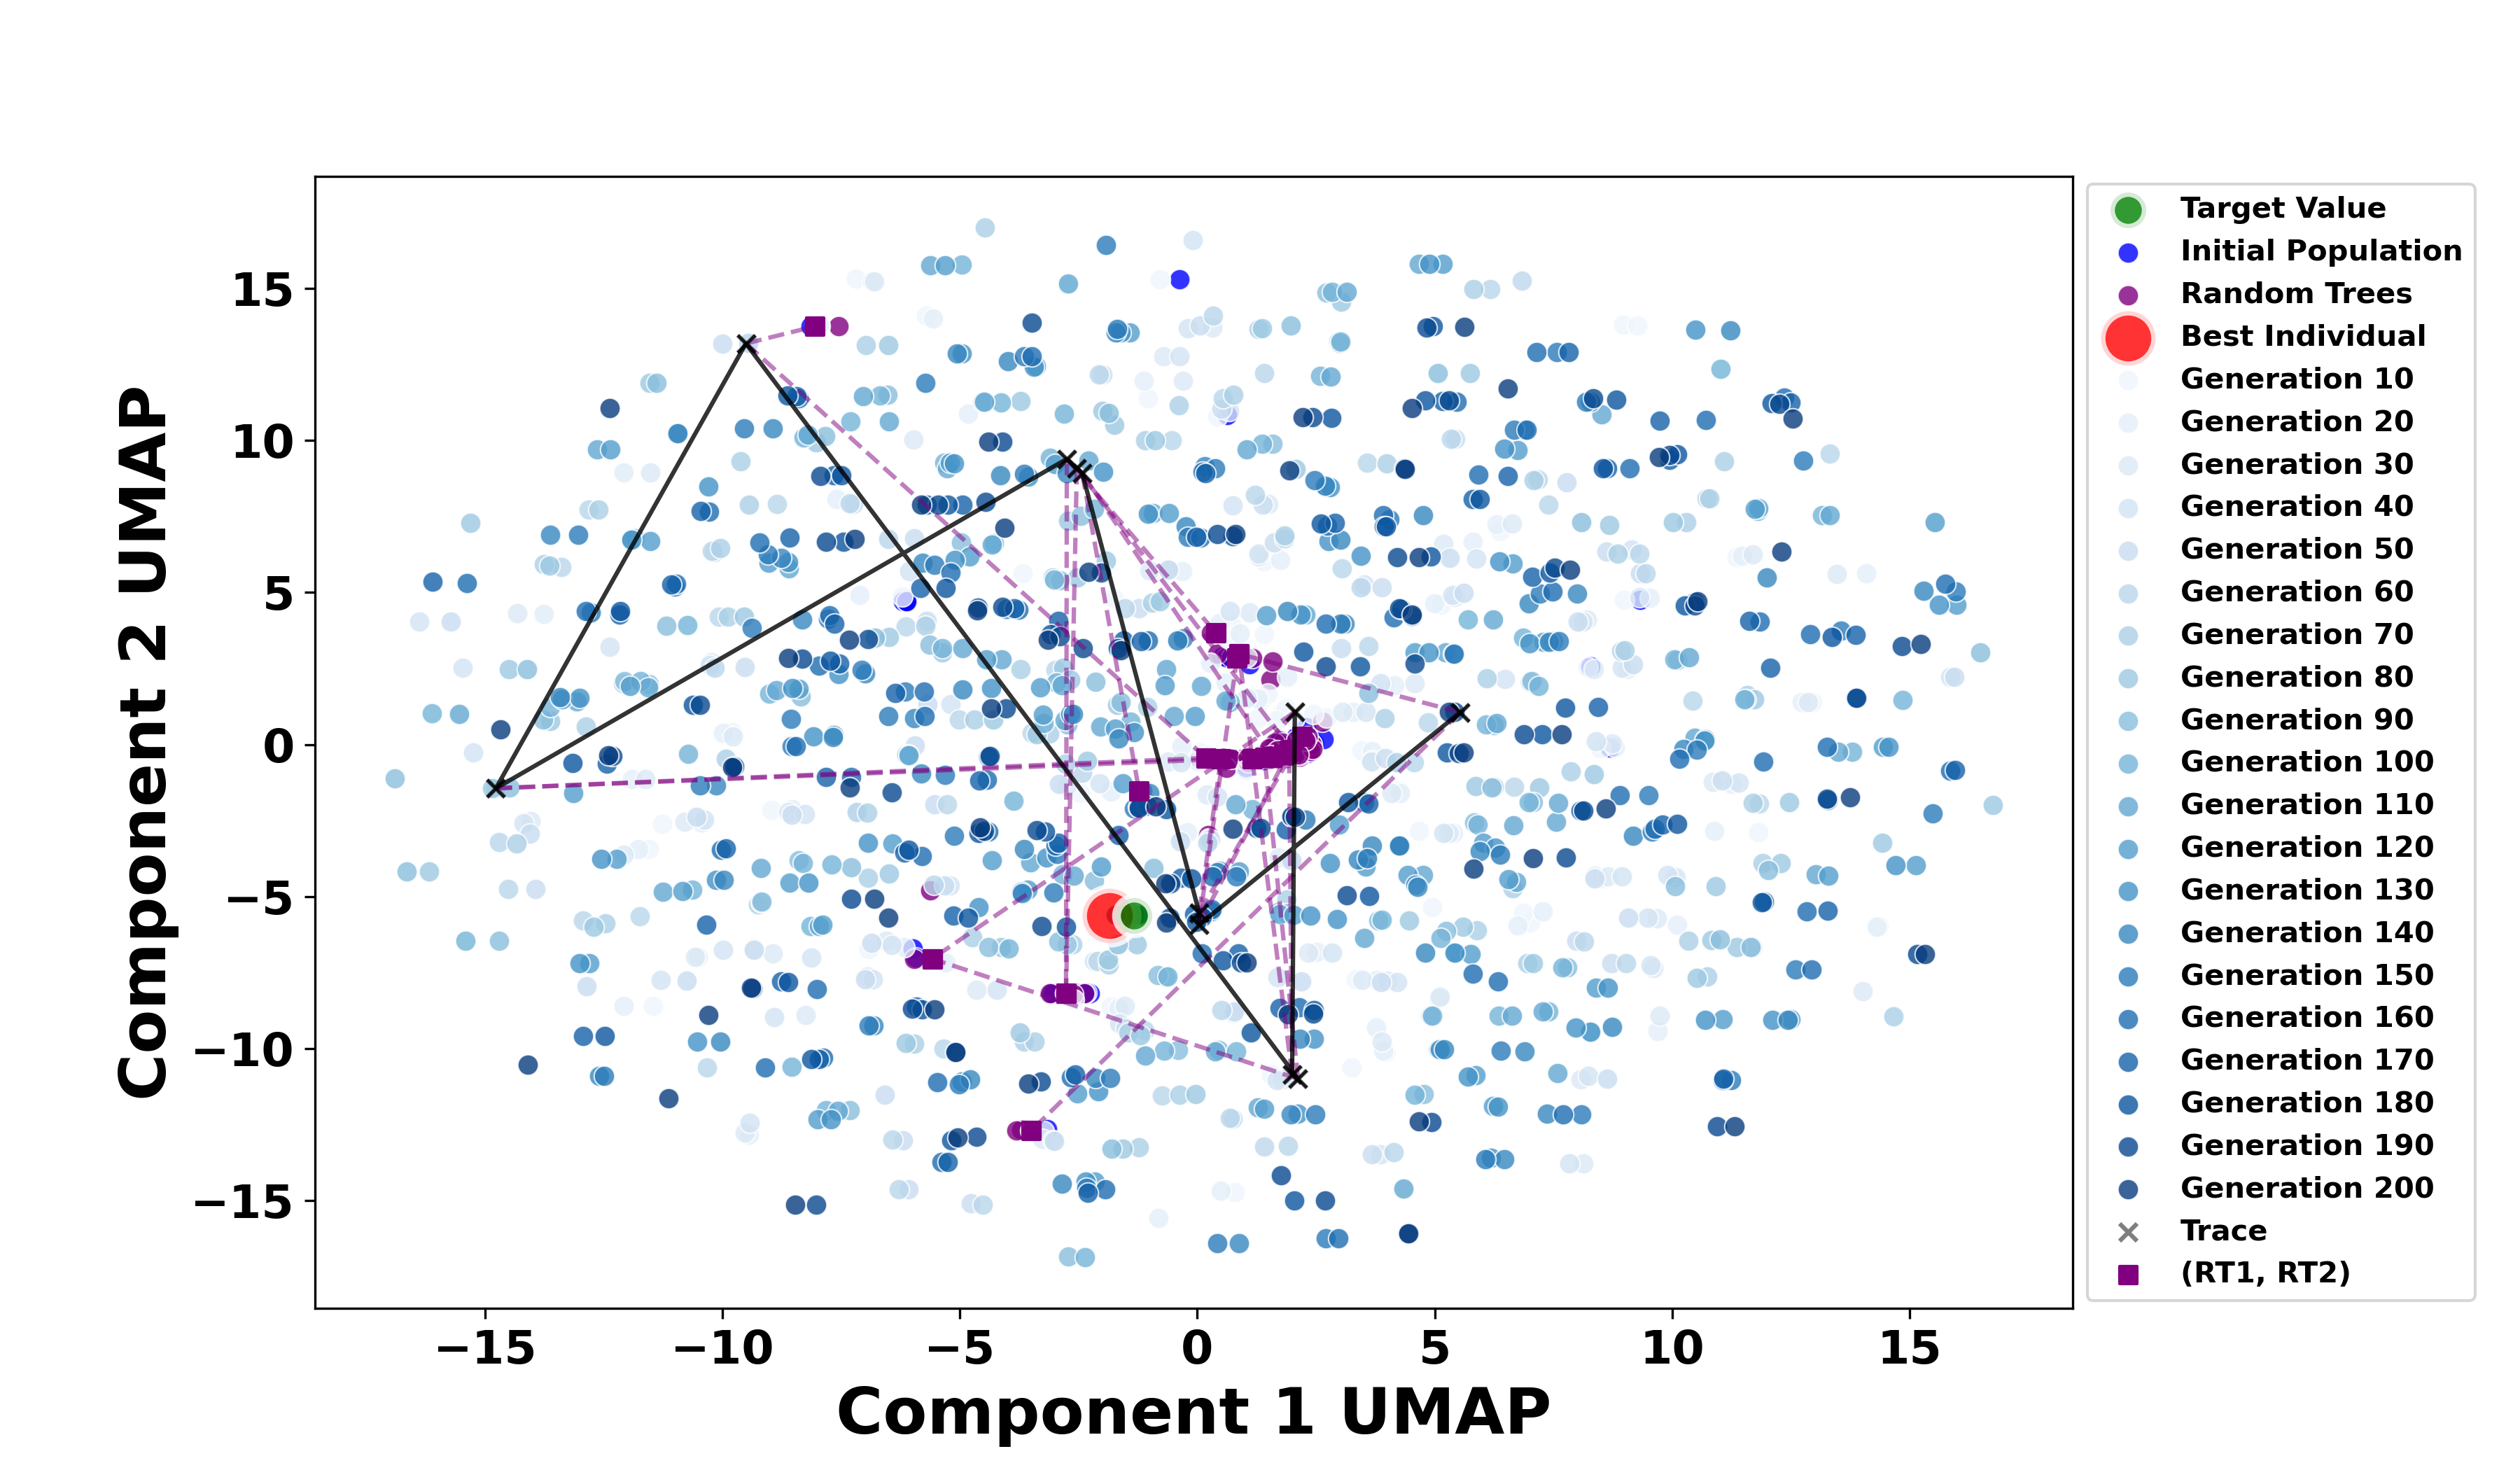 Component 2 UMAP
15
10
5
0
−5
−10
−15
−15
−10
−5
0
5
10
15
Component 1 UMAP
Target Value
Initial Population
Random Trees
Best Individual
Generation 10
Generation 20
Generation 30
Generation 40
Generation 50
Generation 60
Generation 70
Generation 80
Generation 90
Generation 100
Generation 110
Generation 120
Generation 130
Generation 140
Generation 150
Generation 160
Generation 170
Generation 180
Generation 190
Generation 200
Trace
(RT1, RT2)